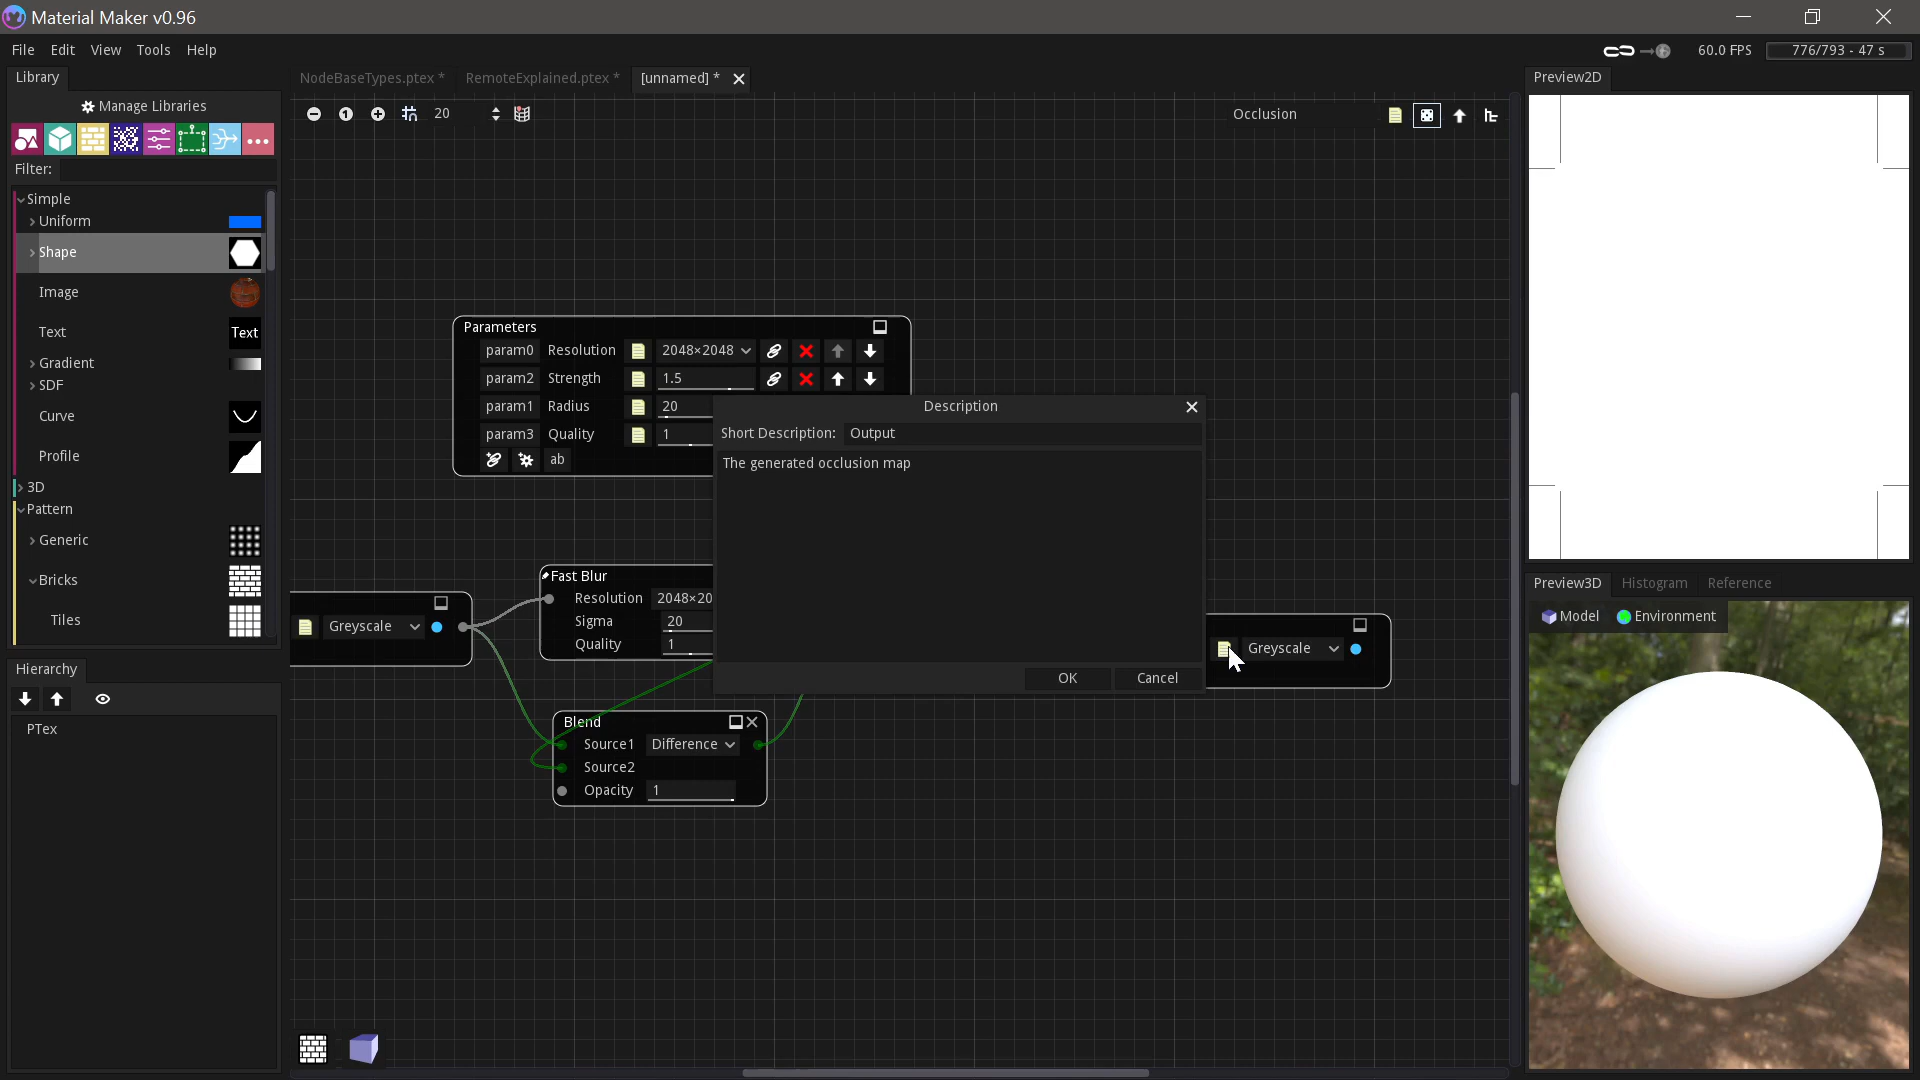 Material Maker v0.96
File Edit View Tools Help
60.0 FPS
776/793 - 47 s
Library
Manage Libraries
Filter:
Simple
Uniform
Shape
Image
Text
Text
Gradient
SDF
Curve
Profile
3D
Pattern
Generic
Bricks
Tiles
Hierarchy
PTex
NodeBaseTypes.ptex *
RemoteExplained.ptex *
[unnamed] *
20
Occlusion
Parameters
param0 Resolution 2048×2048
param2 Strength 1.5
param1 Radius 20
param3 Quality 1
ab
Description
Short Description: Output
The generated occlusion map
OK
Cancel
Greyscale
Fast Blur
Resolution 2048×20
Sigma 20
Quality 1
Greyscale
Blend
Source1 Difference
Source2
Opacity 1
Preview2D
Preview3D
Histogram
Reference
Model
Environment